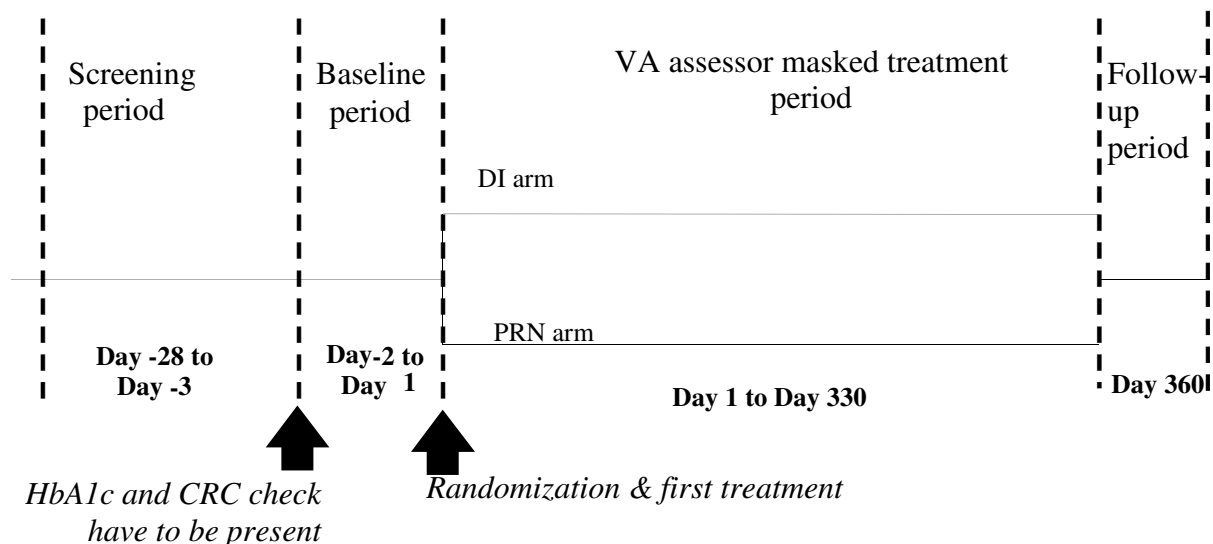 Screening
period
Baseline
period
VA assessor masked treatment
period
Follow-
up
period
DI arm
PRN arm
Day -28 to
Day -3
Day-2 to
Day 1
Day 1 to Day 330
Day 360
HbA1c and CRC check
have to be present
Randomization & first treatment